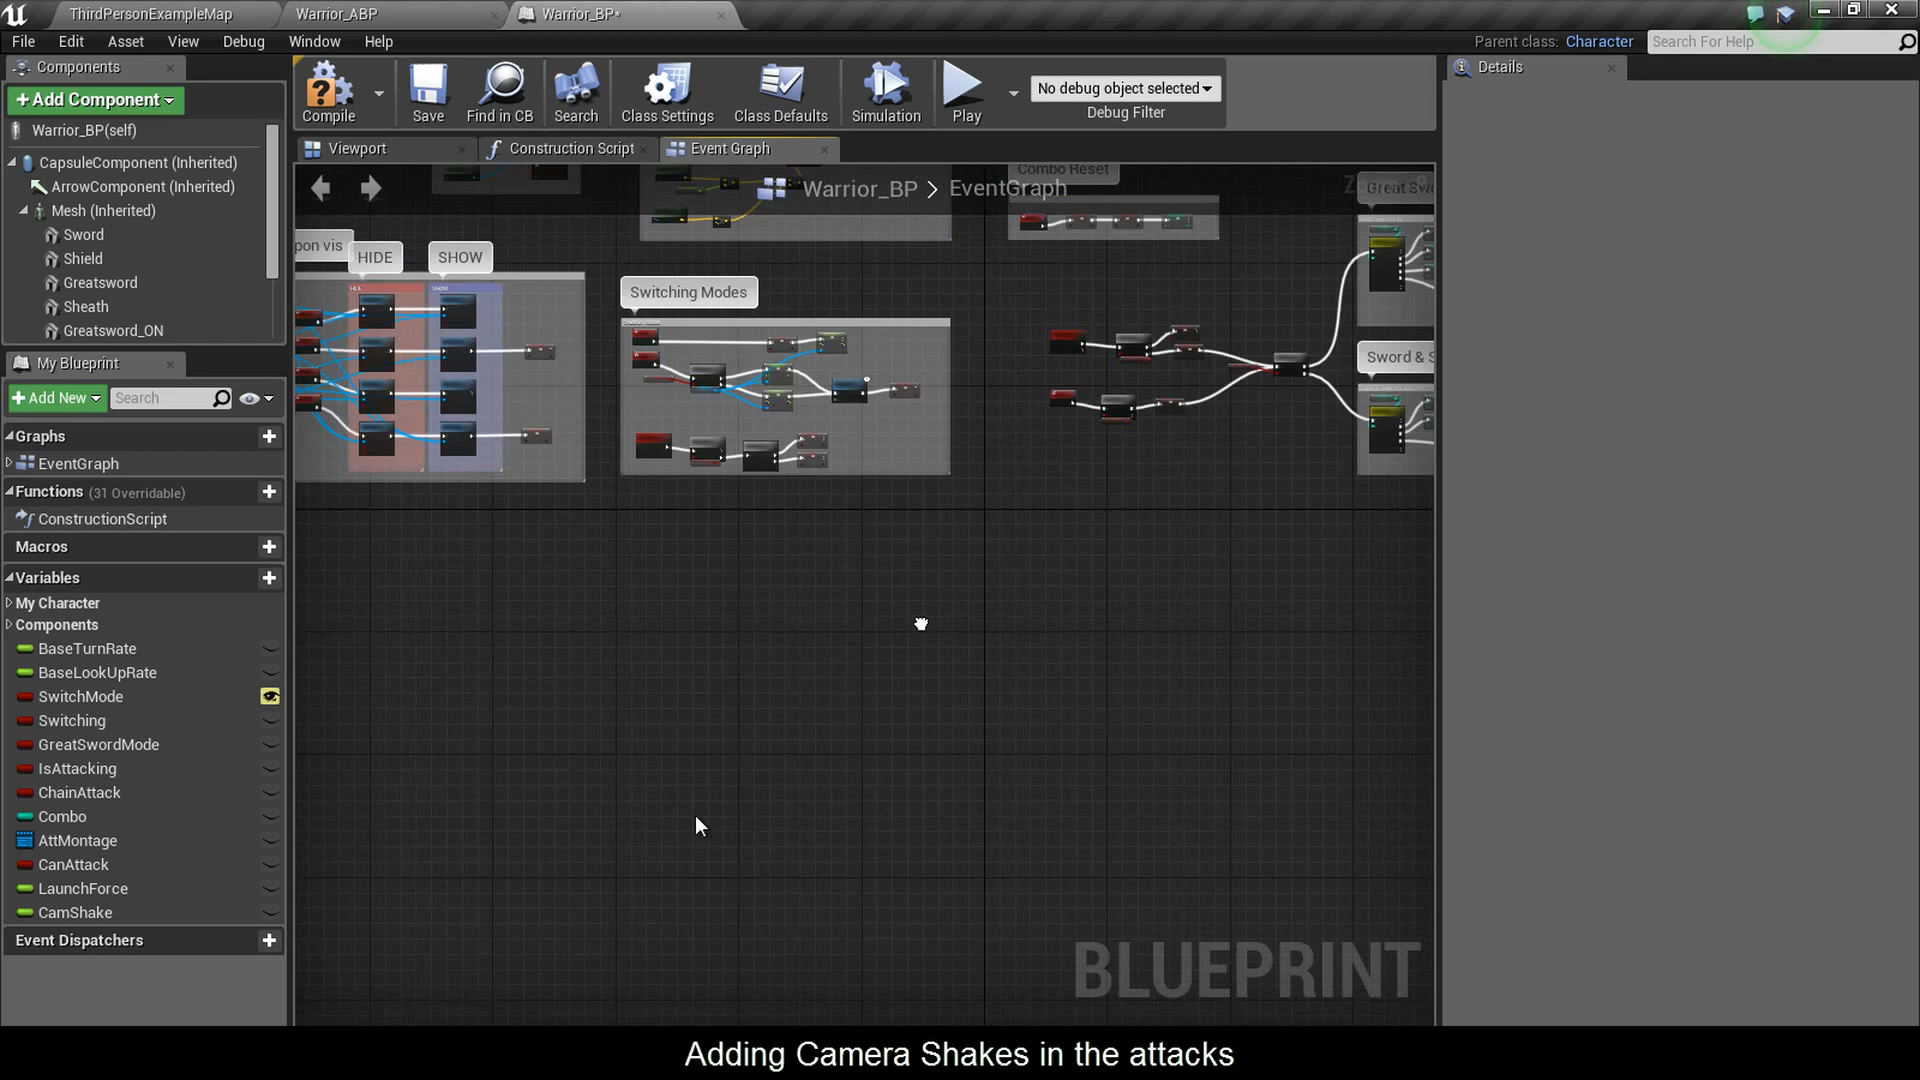 ThirdPersonExampleMap
Warrior_ABP
Warrior_BP*
File Edit Asset View Debug Window Help
Parent class: Character
Search For Help
Components
+Add Component
Warrior_BP(self)
CapsuleComponent (Inherited)
ArrowComponent (Inherited)
Mesh (Inherited)
Sword
Shield
Greatsword
Sheath
Greatsword_ON
Compile
Save
Find in CB
Search
Class Settings
Class Defaults
Simulation
Play
No debug object selected
Debug Filter
Details
Viewport
Construction Script
Event Graph
Warrior_BP > EventGraph
Combo Reset
pon vis
HIDE
SHOW
Switching Modes
Great Swo
Sword & S
My Blueprint
+Add New
Search
Graphs
EventGraph
Functions (31 Overridable)
ConstructionScript
Macros
Variables
My Character
Components
BaseTurnRate
BaseLookUpRate
SwitchMode
Switching
GreatSwordMode
IsAttacking
ChainAttack
Combo
AttMontage
CanAttack
LaunchForce
CamShake
Event Dispatchers
BLUEPRINT
Adding Camera Shakes in the attacks